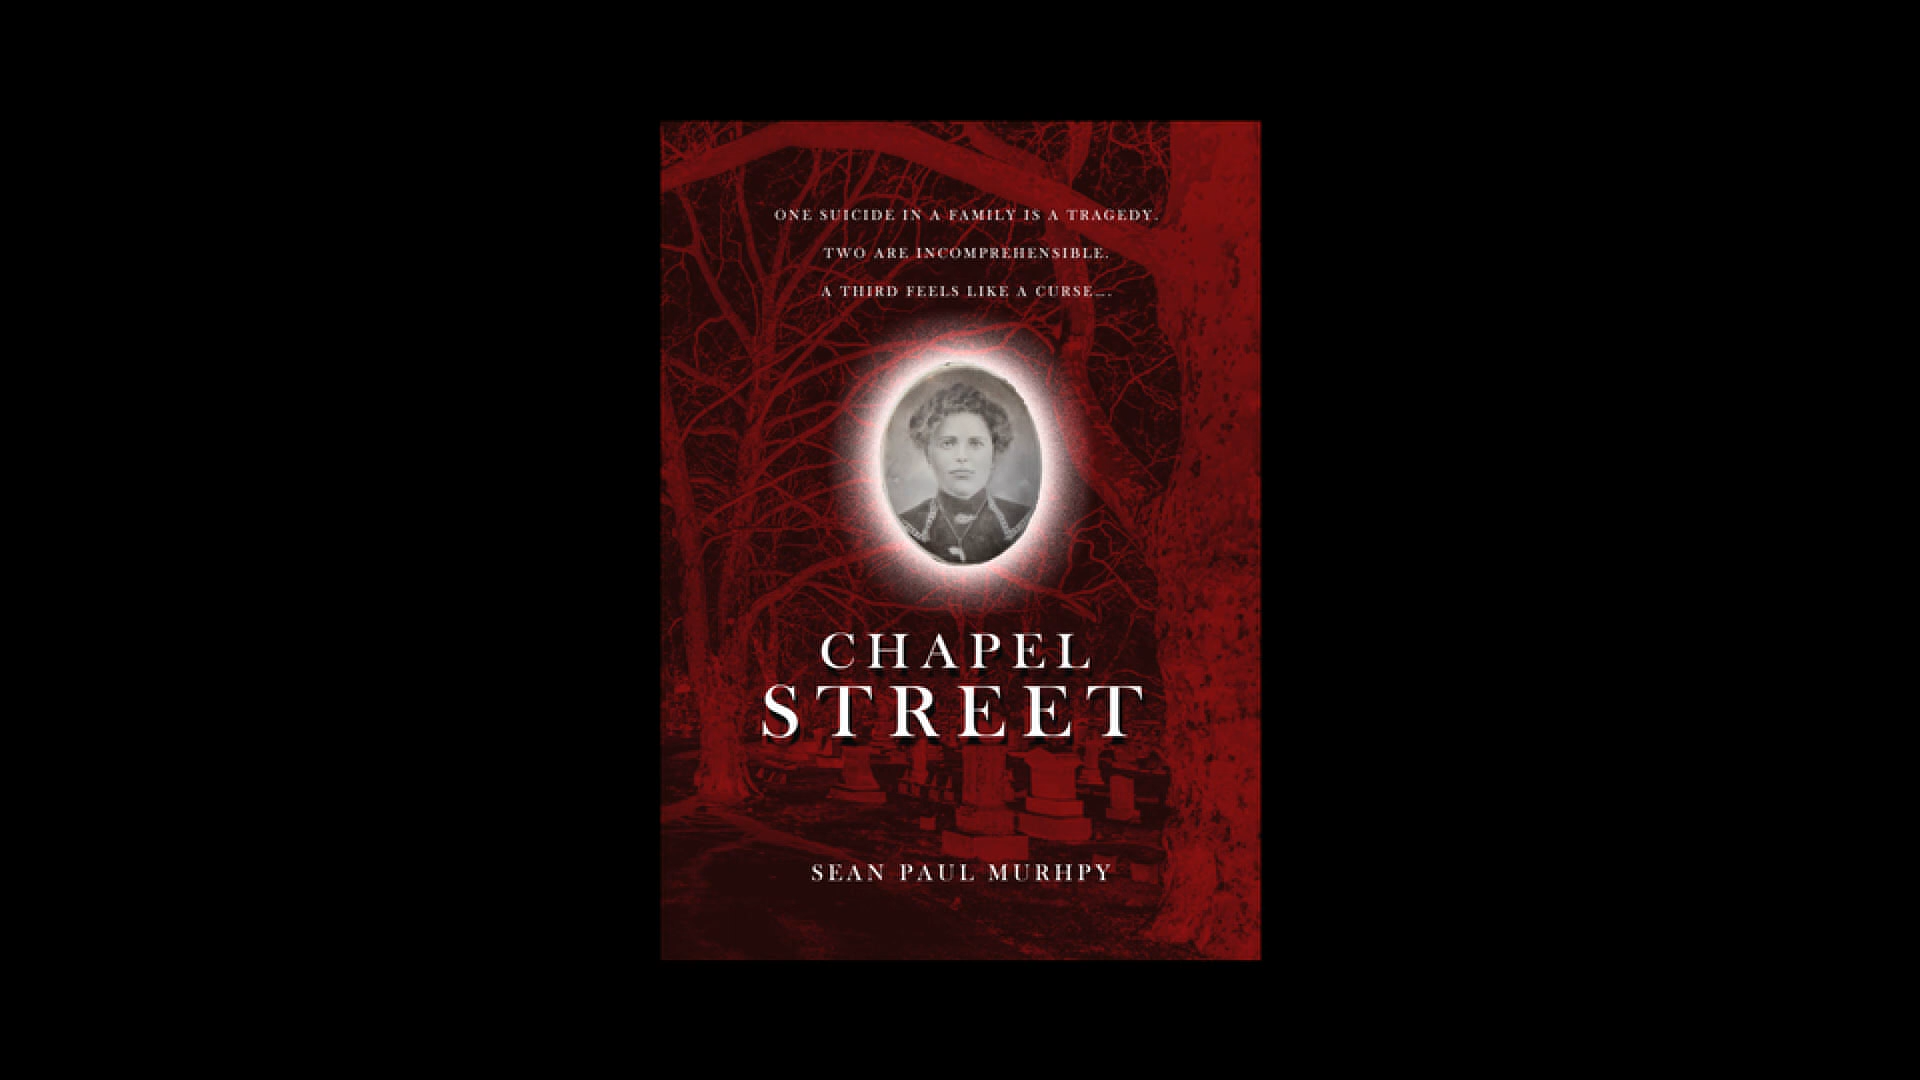 ONE SUICIDE IN A FAMILY IS A TRAGEDY.
TWO ARE INCOMPREHENSIBLE.
A THIRD FEELS LIKE A CURSE....
CHAPEL
STREET
SEAN PAUL MURHPY